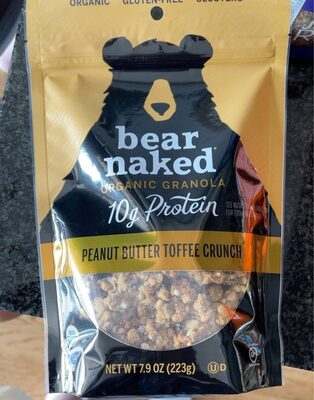 ORGANIC GLUTEN-FREE CLUSTERS
bear
naked®
ORGANIC GRANOLA
10g Protein
PEANUT BUTTER TOFFEE CRUNCH
NET WT 7.9 OZ (223g)
U D